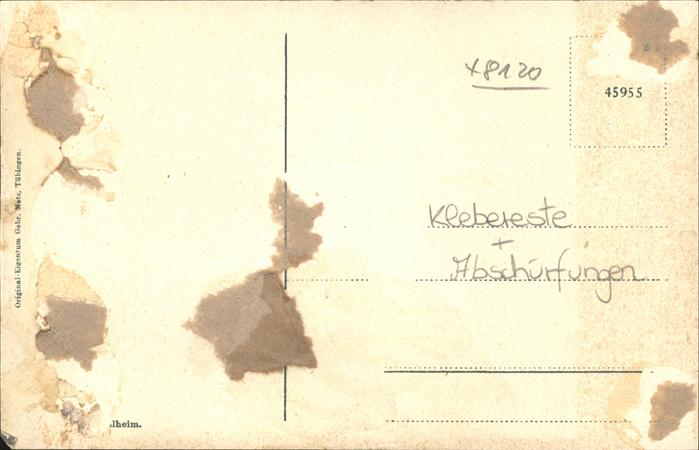 x8120
45955
Klebereste
+
Abschürfungen
Original-Eigentum Gebr. Metz, Tübingen.
lheim.